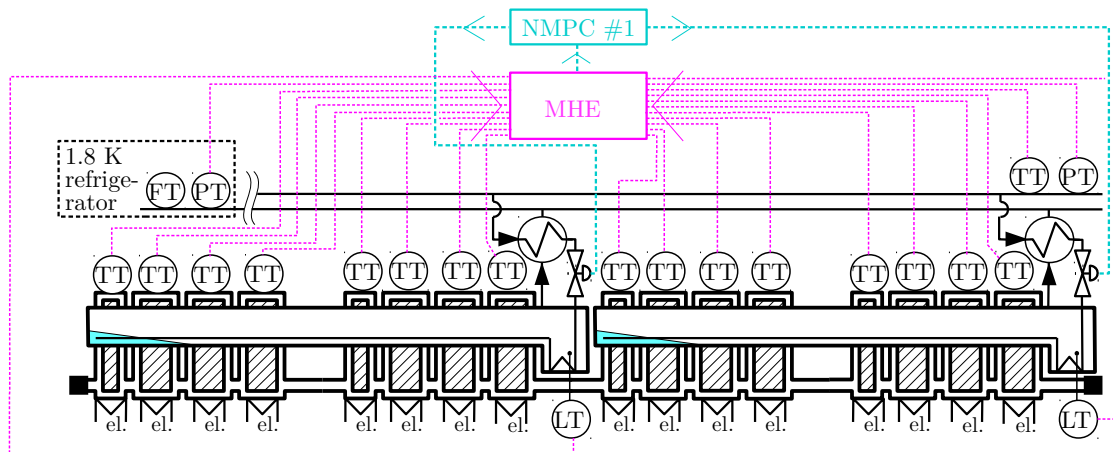 NMPC #1
MHE
1.8 K
refrige-
rator
FT PT
TT PT
TT TT TT TT TT TT TT TT TT TT TT TT TT TT TT TT
el. el. el. el. el. el. el. el. LT el. el. el. el. el. el. el. el. LT